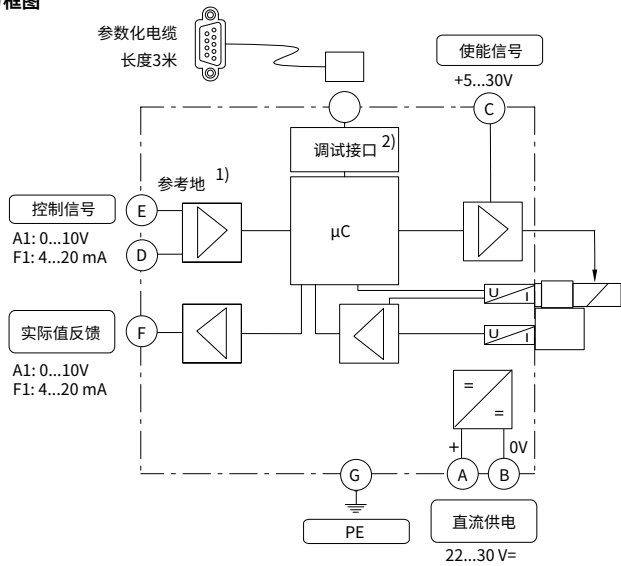 框图
参数化电缆
长度3米
使能信号
+5...30V
C
调试接口 2)
参考地 1)
控制信号
E
A1: 0...10V
F1: 4...20 mA
D
µC
U
I
实际值反馈
F
U
I
A1: 0...10V
F1: 4...20 mA
=
=
+
0V
G
A
B
PE
直流供电
22...30 V=